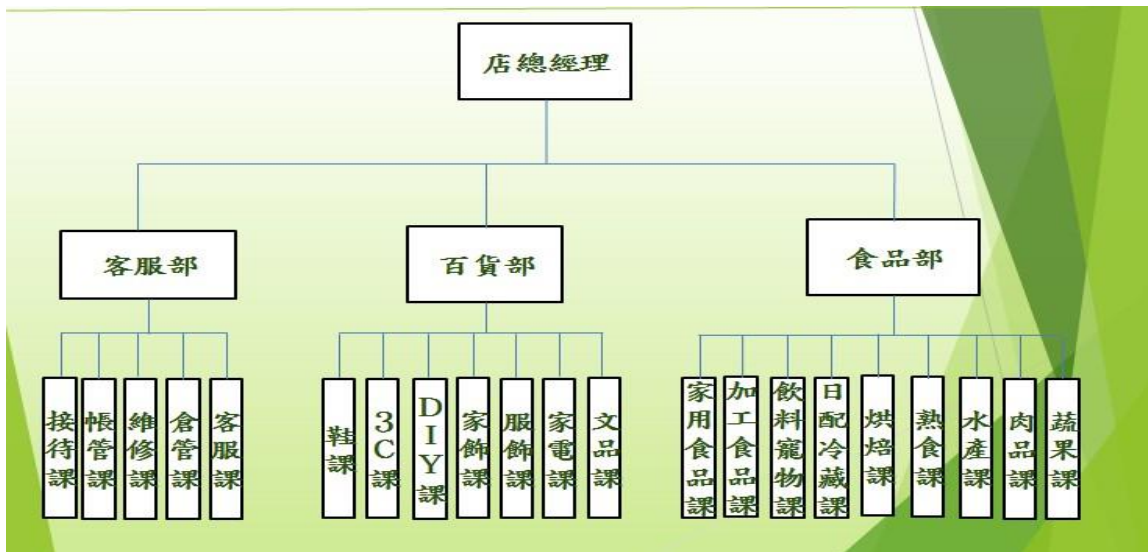 店總經理
客服部
百貨部
食品部
接待課
帳管課
維修課
倉管課
客服課
鞋課
3C課
DIY課
家飾課
服飾課
家電課
文品課
家用食品課
加工食品課
飲料寵物課
日配冷藏課
烘焙課
熟食課
水產課
肉品課
蔬果課